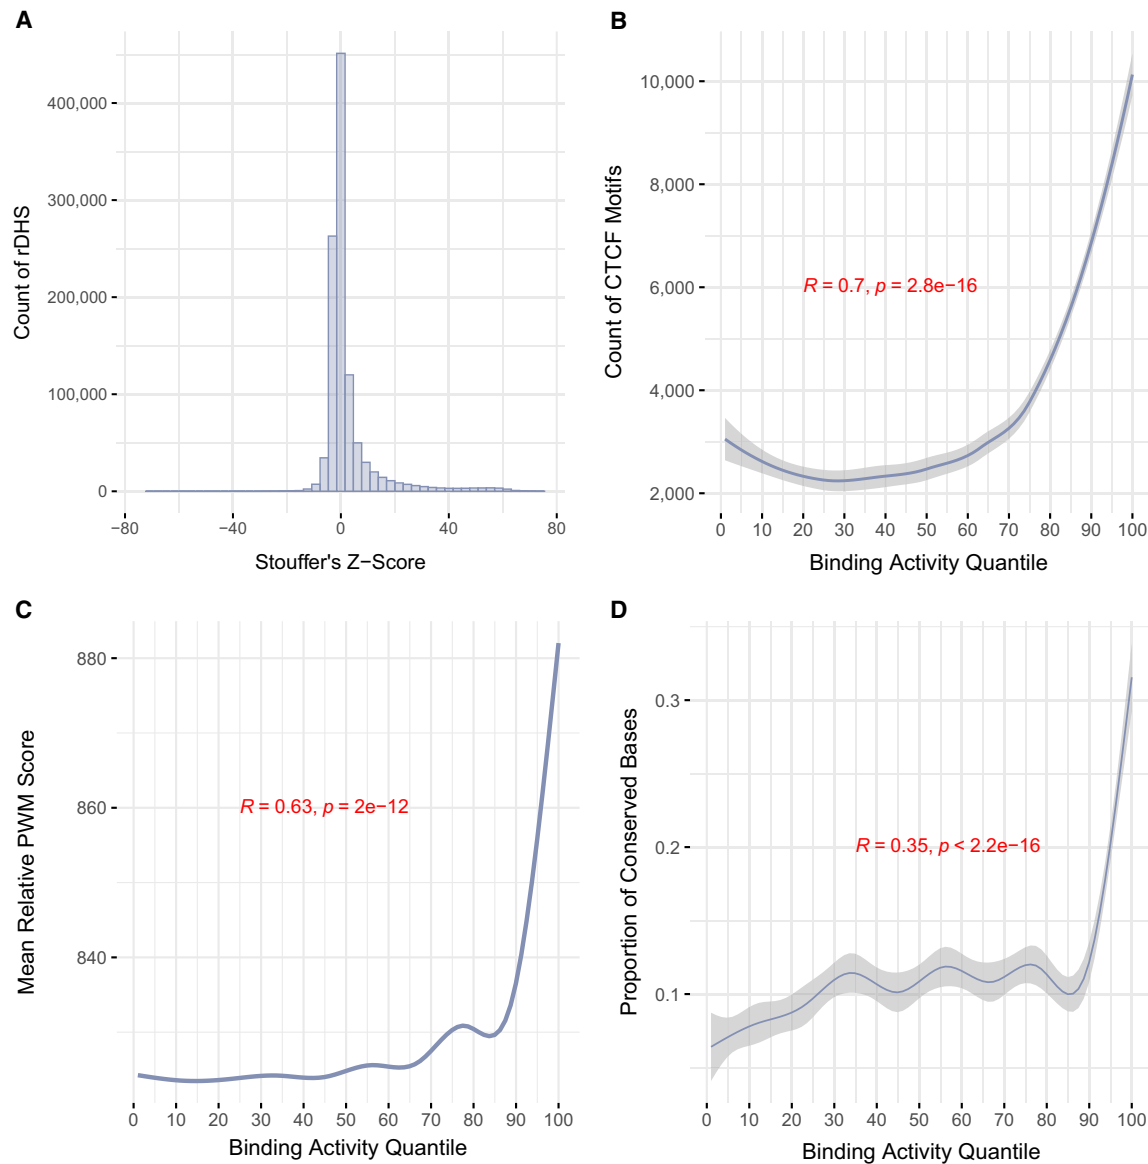 A
Count of rDHS
400,000
300,000
200,000
100,000
0
−80 −40 0 40 80
Stouffer's Z−Score
B
Count of CTCF Motifs
10,000
8,000
6,000
4,000
2,000
R = 0.7, p = 2.8e−16
0 10 20 30 40 50 60 70 80 90 100
Binding Activity Quantile
C
Mean Relative PWM Score
880
860
840
R = 0.63, p = 2e−12
0 10 20 30 40 50 60 70 80 90 100
Binding Activity Quantile
D
Proportion of Conserved Bases
0.3
0.2
0.1
R = 0.35, p < 2.2e−16
0 10 20 30 40 50 60 70 80 90 100
Binding Activity Quantile